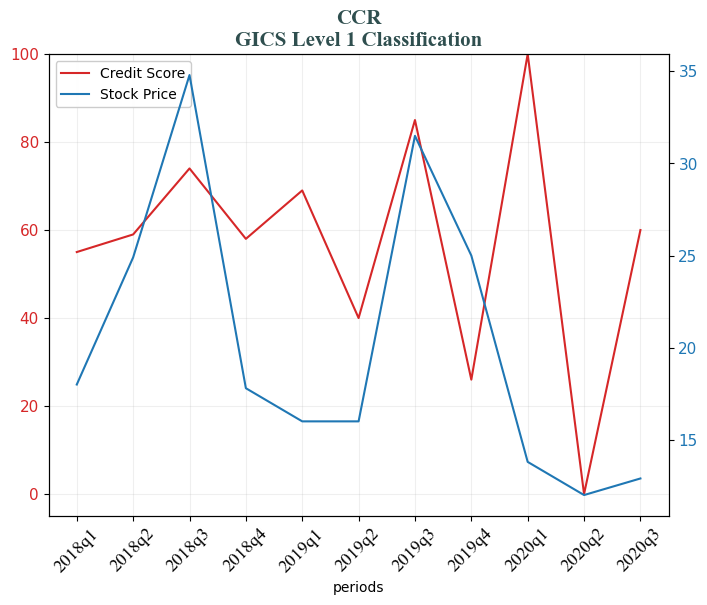 CCR
GICS Level 1 Classification
Credit Score
Stock Price
100
80
60
40
20
0
35
30
25
20
15
2018q1
2018q2
2018q3
2018q4
2019q1
2019q2
2019q3
2019q4
2020q1
2020q2
2020q3
periods